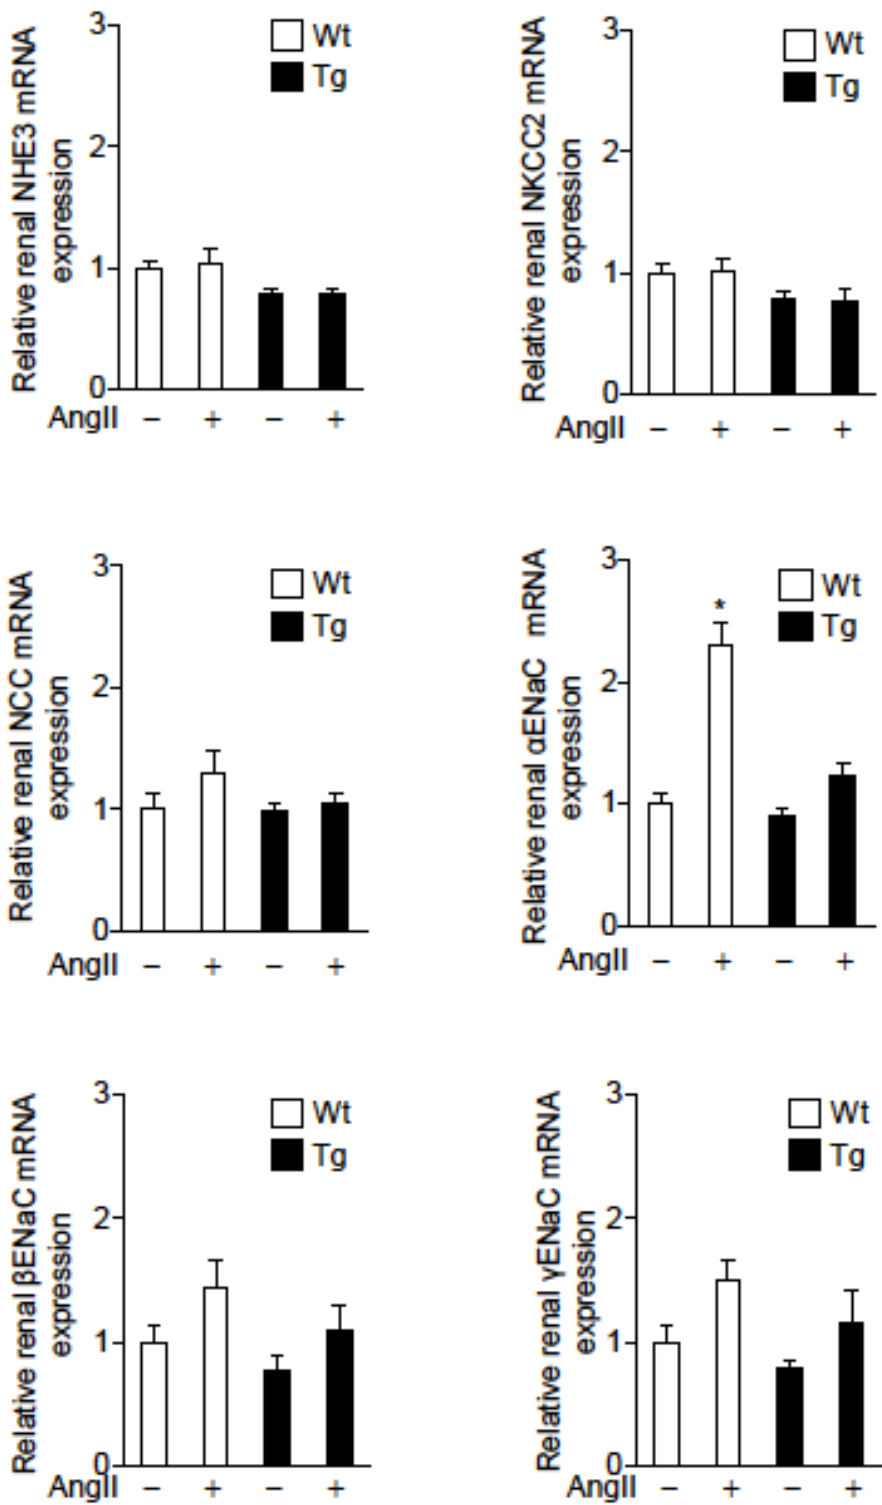 Relative renal NHE3 mRNA
expression
3
2
1
0
Wt
Tg
AngII – + – +
Relative renal NKCC2 mRNA
expression
3
2
1
0
Wt
Tg
AngII – + – +
Relative renal NCC mRNA
expression
3
2
1
0
Wt
Tg
AngII – + – +
Relative renal αENaC mRNA
expression
3
2
1
0
*
Wt
Tg
AngII – + – +
Relative renal βENaC mRNA
expression
3
2
1
0
Wt
Tg
AngII – + – +
Relative renal γENaC mRNA
expression
3
2
1
0
Wt
Tg
AngII – + – +